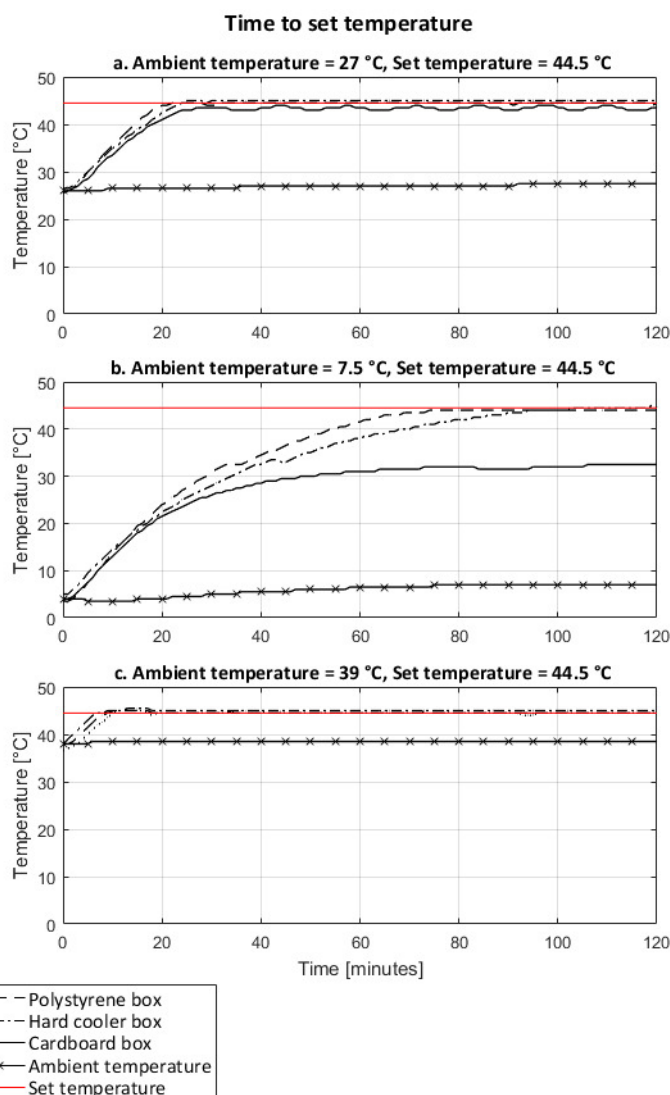 Time to set temperature
a. Ambient temperature = 27 °C, Set temperature = 44.5 °C
Temperature [°C]
50
40
30
20
10
0
0 20 40 60 80 100 120
b. Ambient temperature = 7.5 °C, Set temperature = 44.5 °C
Temperature [°C]
50
40
30
20
10
0
0 20 40 60 80 100 120
c. Ambient temperature = 39 °C, Set temperature = 44.5 °C
Temperature [°C]
50
40
30
20
10
0
0 20 40 60 80 100 120
Time [minutes]
Polystyrene box
Hard cooler box
Cardboard box
Ambient temperature
Set temperature